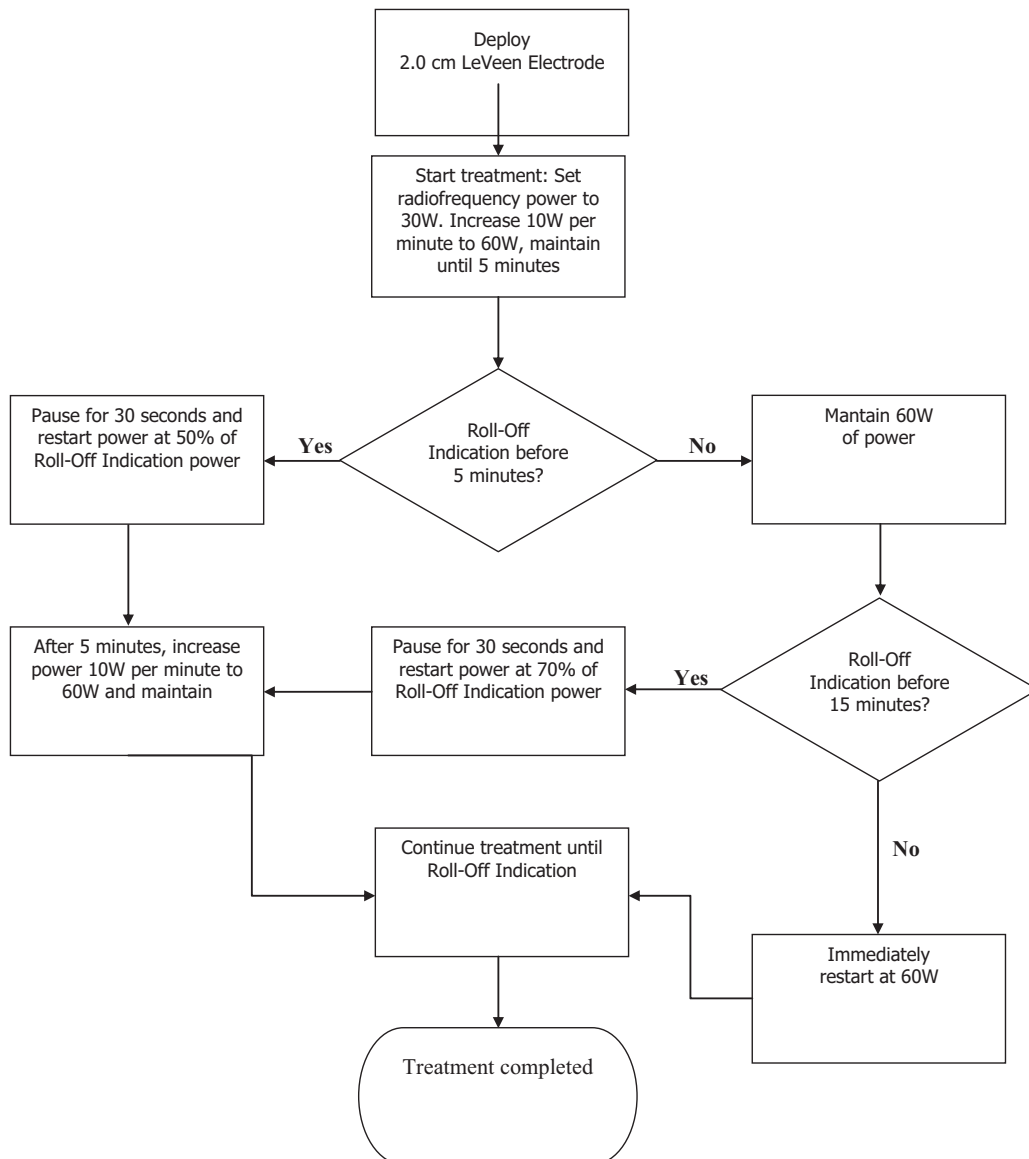 Deploy
2.0 cm LeVeen Electrode
Start treatment: Set
radiofrequency power to
30W. Increase 10W per
minute to 60W, maintain
until 5 minutes
Roll-Off
Indication before
5 minutes?
Yes
No
Pause for 30 seconds and
restart power at 50% of
Roll-Off Indication power
Mantain 60W
of power
After 5 minutes, increase
power 10W per minute to
60W and maintain
Pause for 30 seconds and
restart power at 70% of
Roll-Off Indication power
Yes
Roll-Off
Indication before
15 minutes?
No
Continue treatment until
Roll-Off Indication
Immediately
restart at 60W
Treatment completed